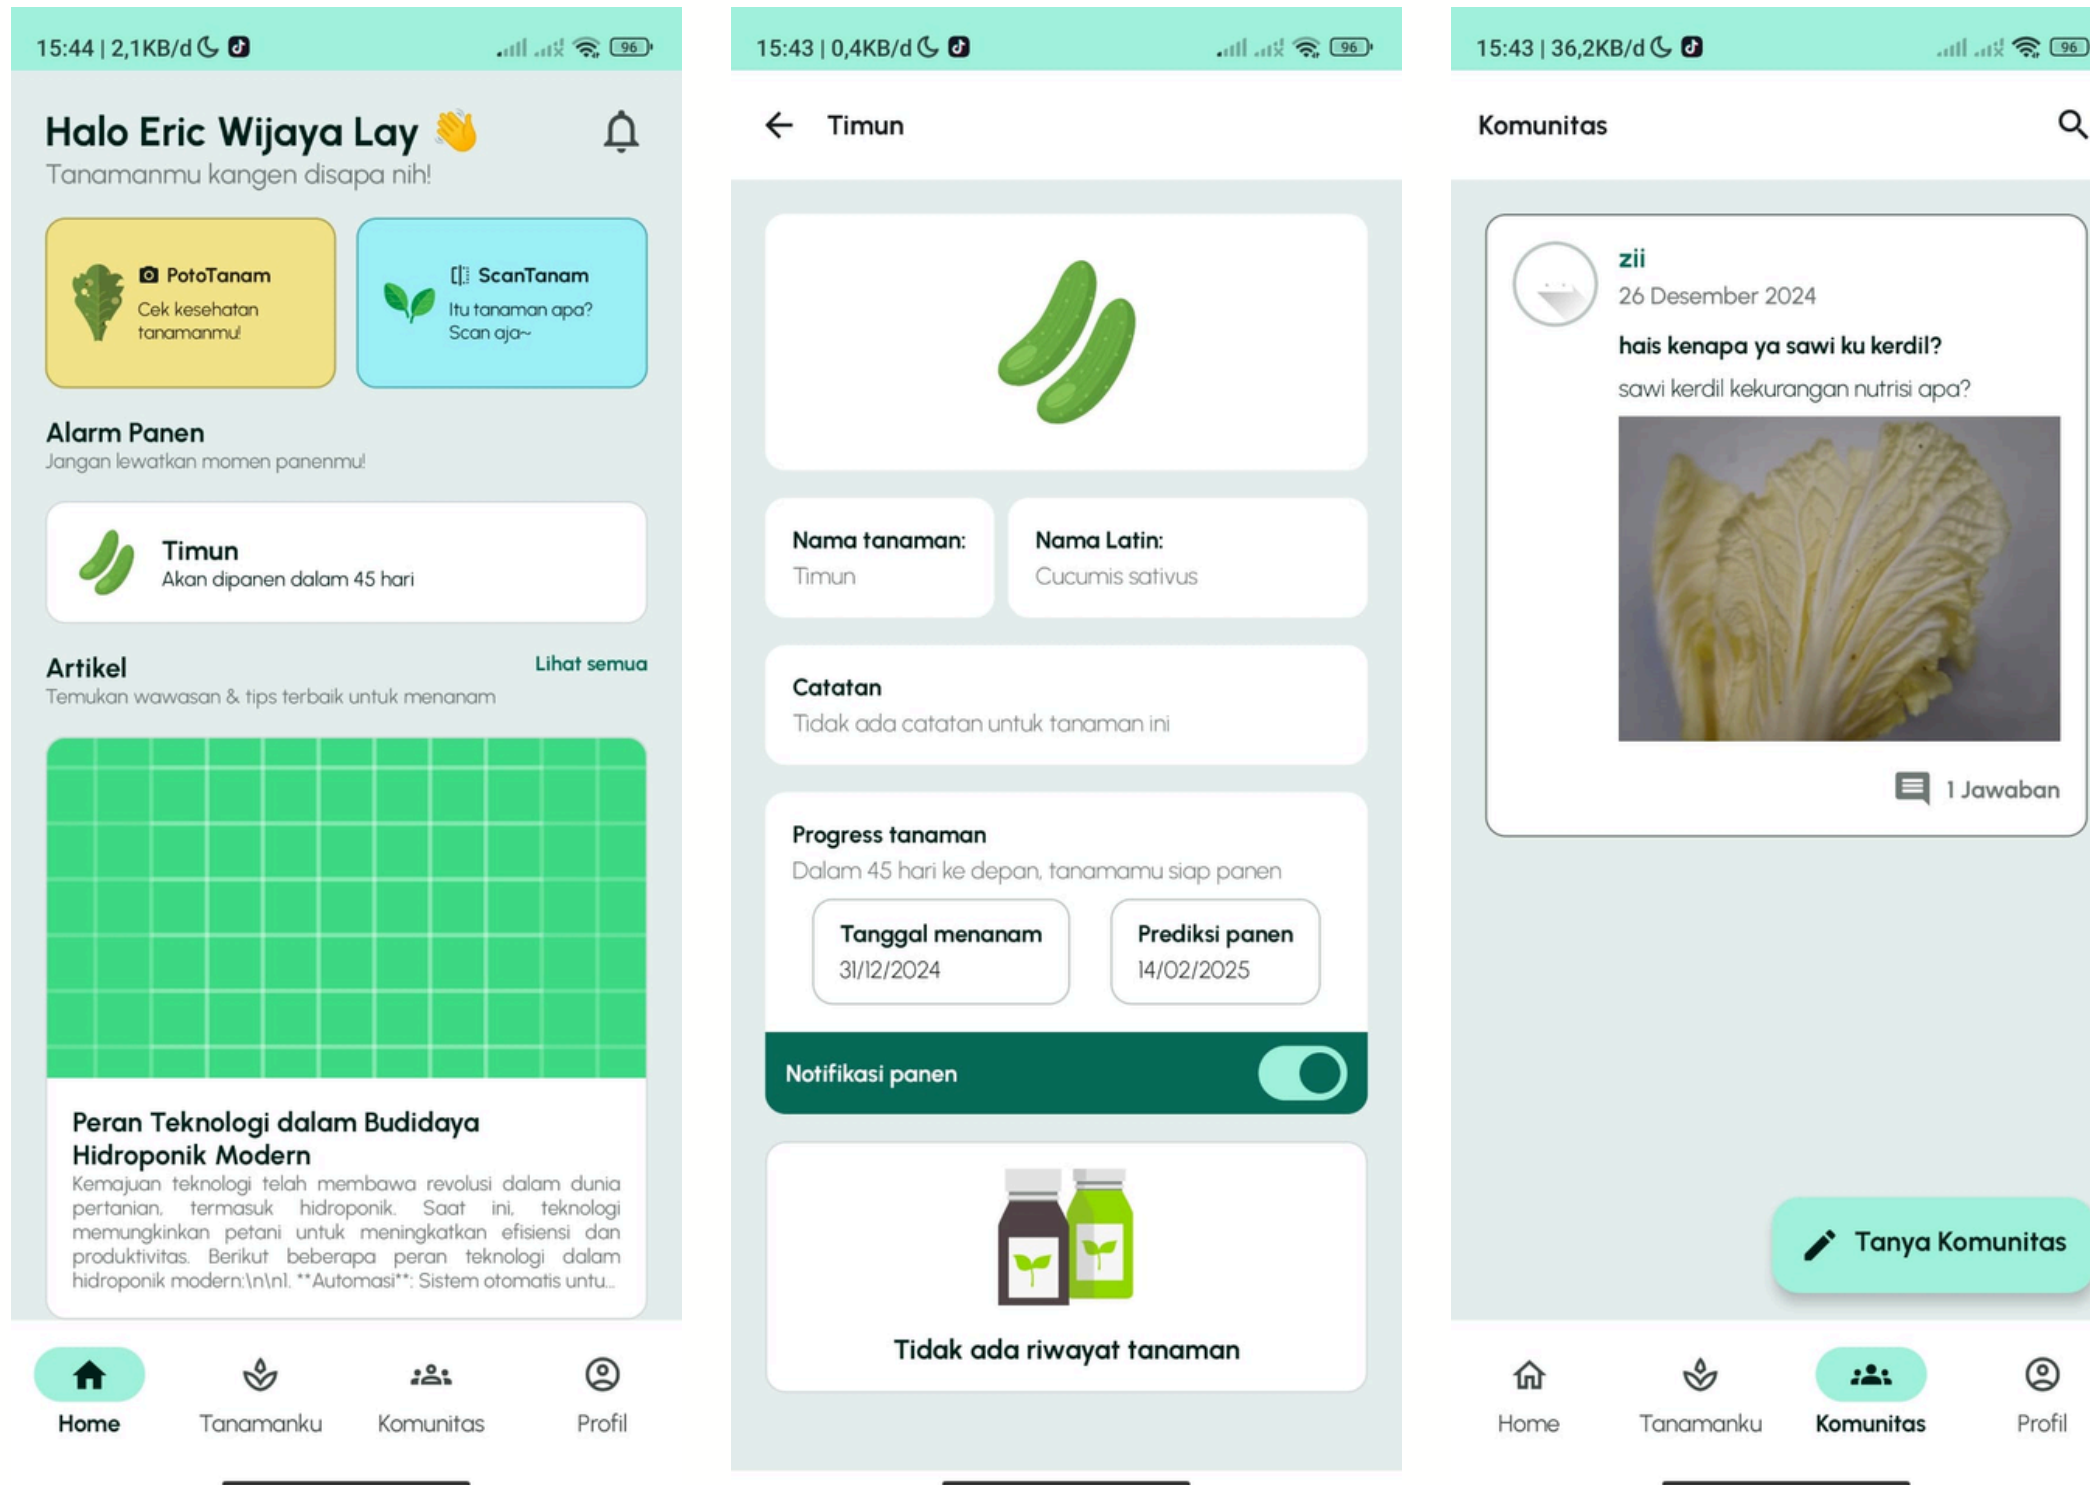 15:44 | 2,1KB/d
96
Halo Eric Wijaya Lay 👋
Tanamanmu kangen disapa nih!
PotoTanam
Cek kesehatan
tanamanmu!
ScanTanam
Itu tanaman apa?
Scan aja~
Alarm Panen
Jangan lewatkan momen panenmu!
Timun
Akan dipanen dalam 45 hari
Artikel
Lihat semua
Temukan wawasan & tips terbaik untuk menanam
Peran Teknologi dalam Budidaya
Hidroponik Modern
Kemajuan teknologi telah membawa revolusi dalam dunia
pertanian, termasuk hidroponik. Saat ini, teknologi
memungkinkan petani untuk meningkatkan efisiensi dan
produktivitas. Berikut beberapa peran teknologi dalam
hidroponik modern:\n\n1. **Automasi**: Sistem otomatis untu...
Home
Tanamanku
Komunitas
Profil
15:43 | 0,4KB/d
96
Timun
Nama tanaman:
Timun
Nama Latin:
Cucumis sativus
Catatan
Tidak ada catatan untuk tanaman ini
Progress tanaman
Dalam 45 hari ke depan, tanamamu siap panen
Tanggal menanam
31/12/2024
Prediksi panen
14/02/2025
Notifikasi panen
Tidak ada riwayat tanaman
15:43 | 36,2KB/d
96
Komunitas
zii
26 Desember 2024
hais kenapa ya sawi ku kerdil?
sawi kerdil kekurangan nutrisi apa?
1 Jawaban
Tanya Komunitas
Home
Tanamanku
Komunitas
Profil